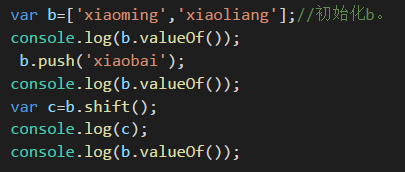 var b=['xiaoming','xiaoliang'];//初始化b。
console.log(b.valueOf());
b.push('xiaobai');
console.log(b.valueOf());
var c=b.shift();
console.log(c);
console.log(b.valueOf());